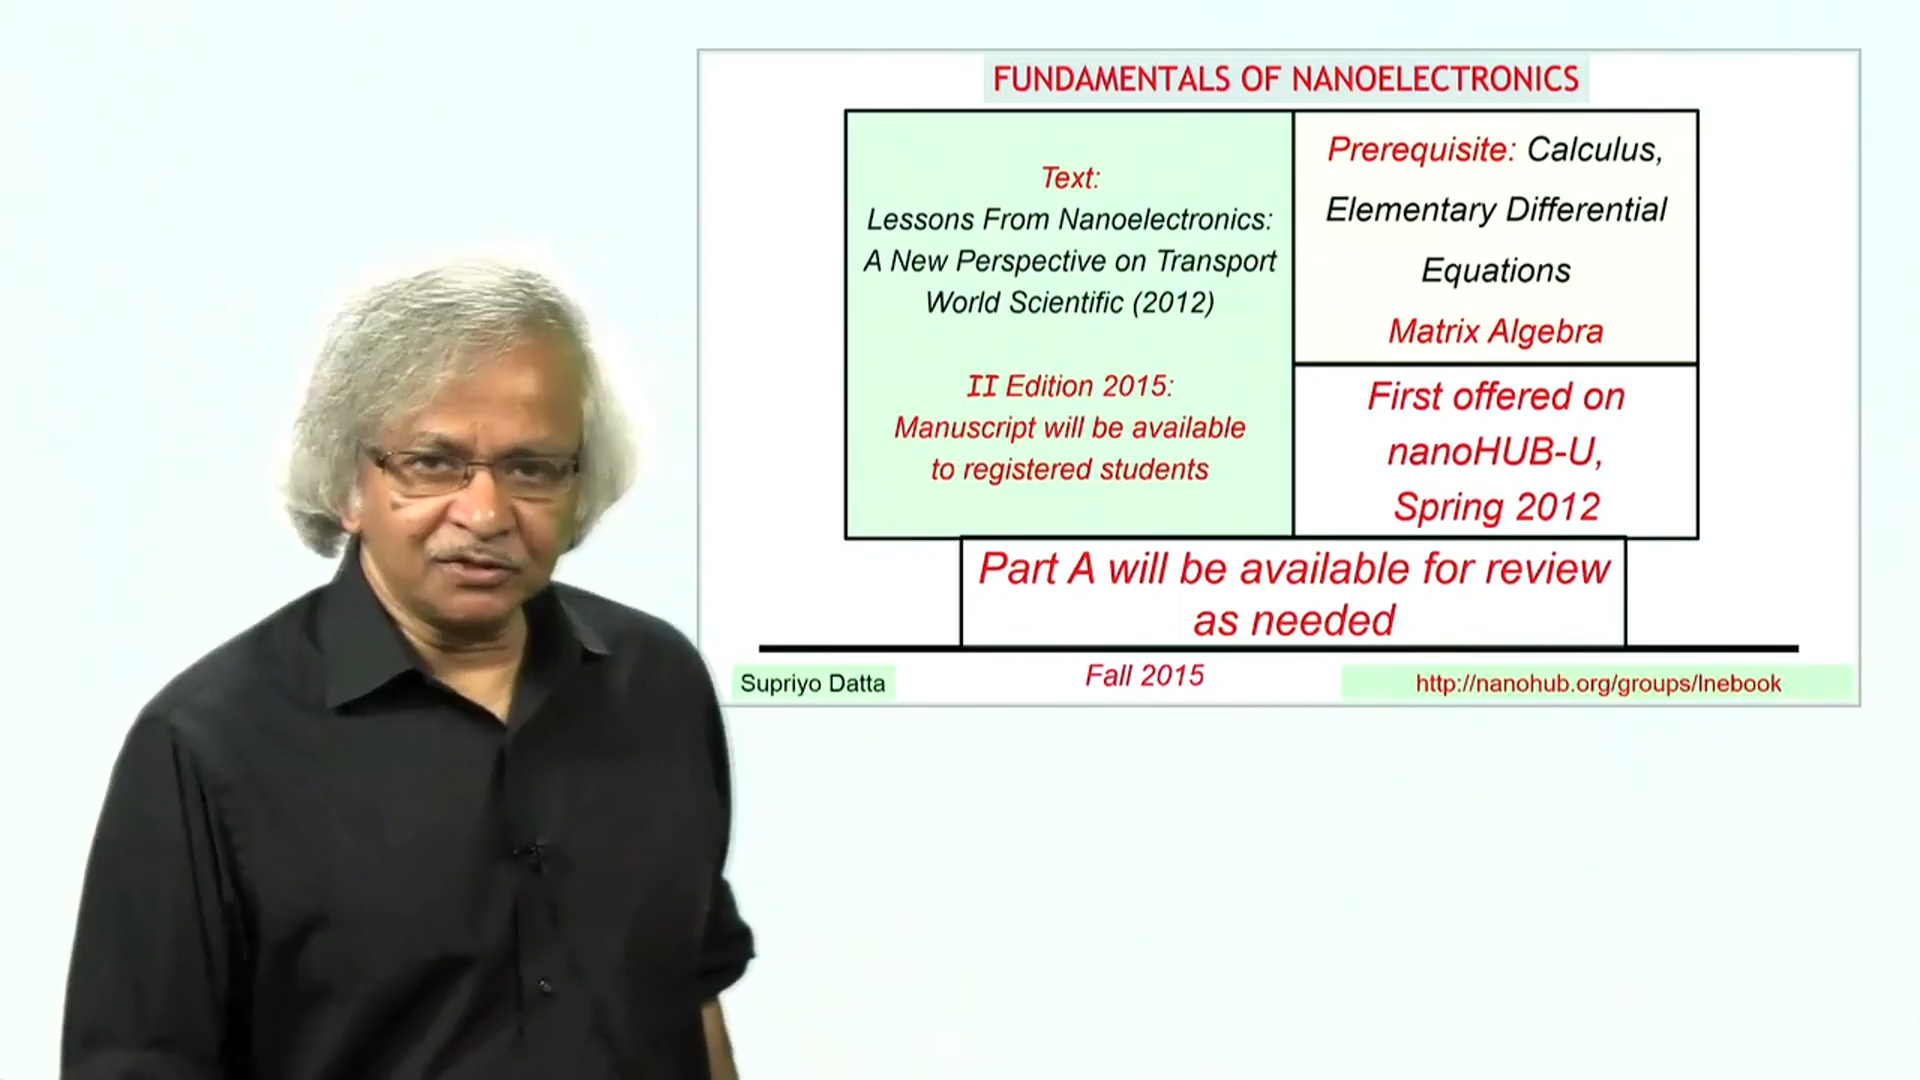 FUNDAMENTALS OF NANOELECTRONICS
Text:
Lessons From Nanoelectronics:
A New Perspective on Transport
World Scientific (2012)
II Edition 2015:
Manuscript will be available
to registered students
Prerequisite: Calculus,
Elementary Differential
Equations
Matrix Algebra
First offered on
nanoHUB-U,
Spring 2012
Part A will be available for review
as needed
Supriyo Datta
Fall 2015
http://nanohub.org/groups/lnebook